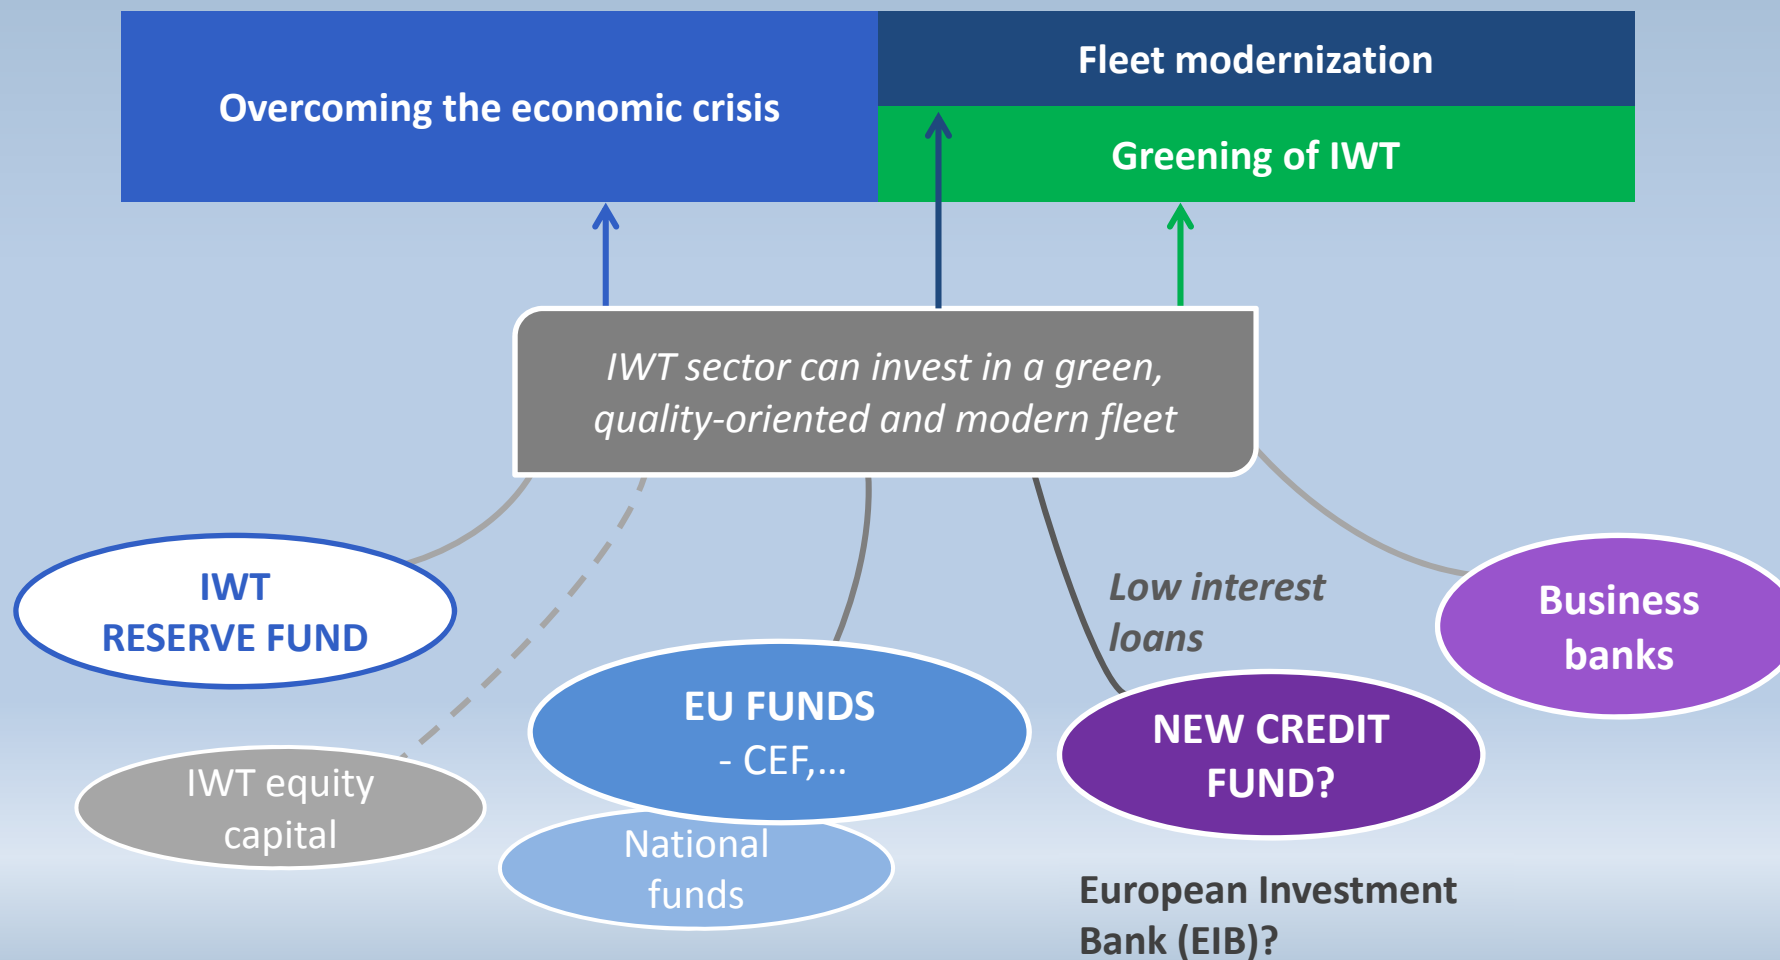 Overcoming the economic crisis
Fleet modernization
Greening of IWT
IWT sector can invest in a green,
quality-oriented and modern fleet
IWT
RESERVE FUND
IWT equity
capital
EU FUNDS
- CEF,...
National
funds
Low interest
loans
NEW CREDIT
FUND?
European Investment
Bank (EIB)?
Business
banks